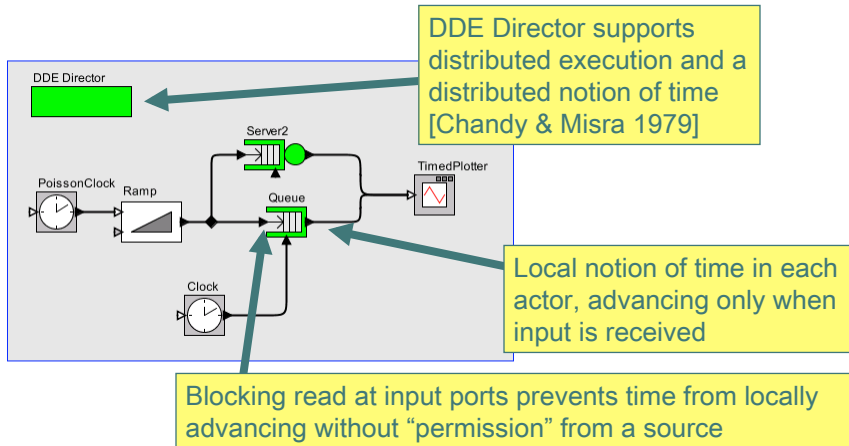 DDE Director supports
distributed execution and a
distributed notion of time
[Chandy & Misra 1979]
DDE Director
Server2
TimedPlotter
PoissonClock
Ramp
Queue
Clock
Local notion of time in each
actor, advancing only when
input is received
Blocking read at input ports prevents time from locally
advancing without “permission” from a source